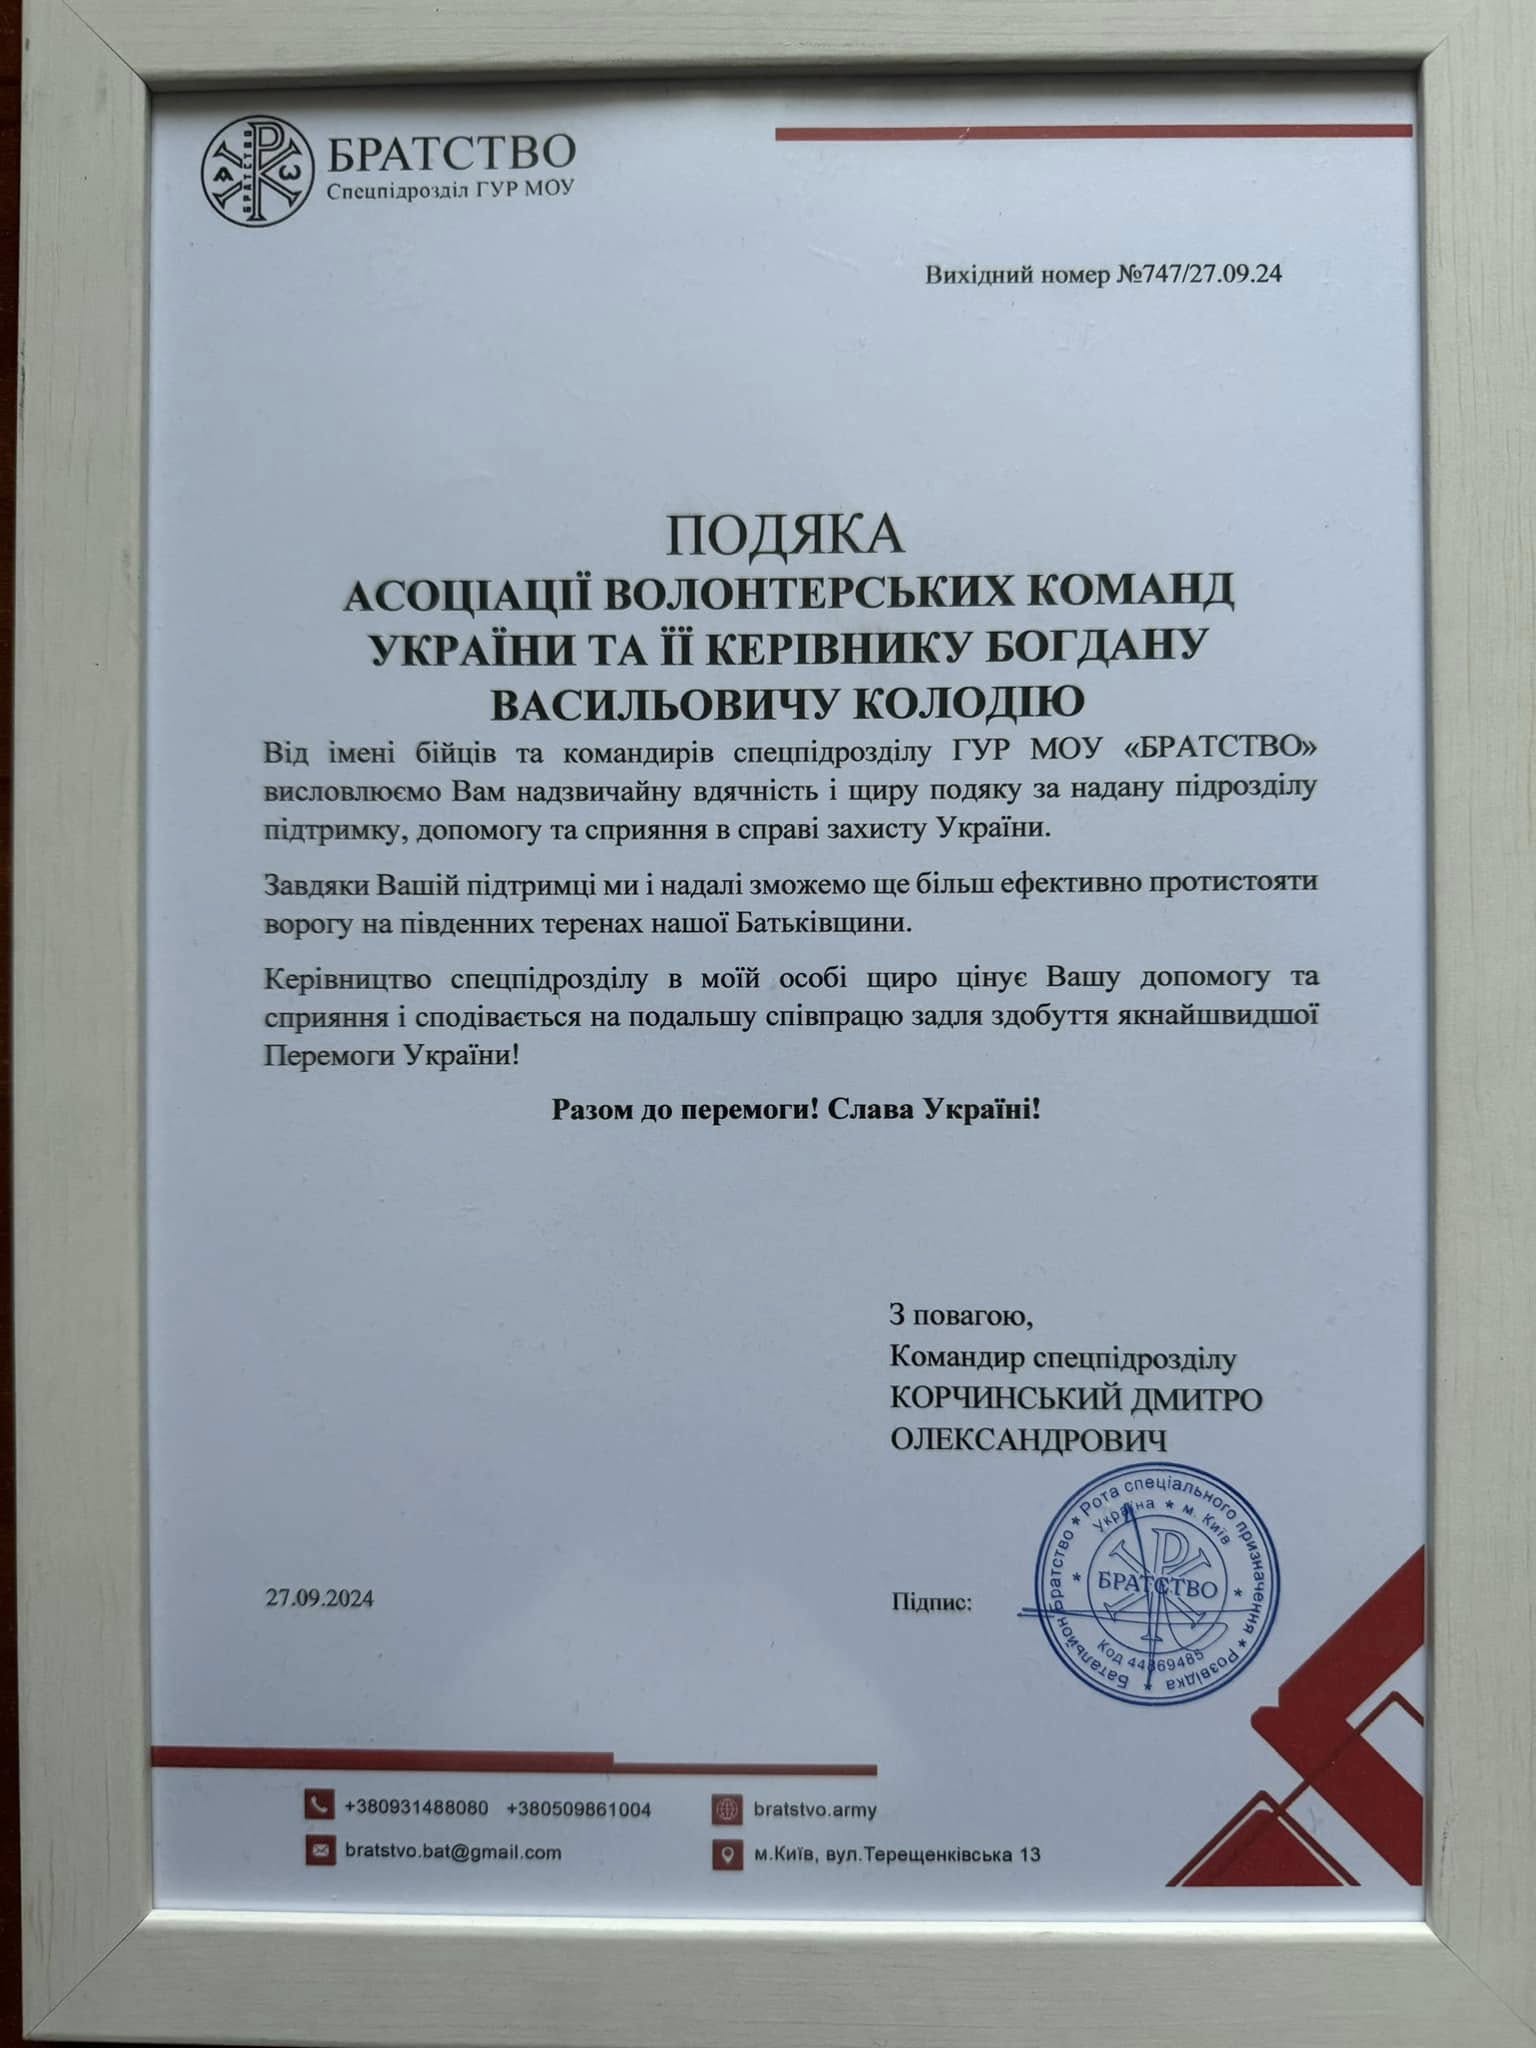 БРАТСТВО
Спецпідрозділ ГУР МОУ
БРАТСТВО
БРАТСТВО
Вихідний номер №747/27.09.24
ПОДЯКА
АСОЦІАЦІЇ ВОЛОНТЕРСЬКИХ КОМАНД
УКРАЇНИ ТА ЇЇ КЕРІВНИКУ БОГДАНУ
ВАСИЛЬОВИЧУ КОЛОДІЮ
Від імені бійців та командирів спецпідрозділу ГУР МОУ «БРАТСТВО»
висловлюємо Вам надзвичайну вдячність і щиру подяку за надану підрозділу
підтримку, допомогу та сприяння в справі захисту України.
Завдяки Вашій підтримці ми і надалі зможемо ще більш ефективно протистояти
ворогу на південних теренах нашої Батьківщини.
Керівництво спецпідрозділу в моїй особі щиро цінує Вашу допомогу та
сприяння і сподівається на подальшу співпрацю задля здобуття якнайшвидшої
Перемоги України!
Разом до перемоги! Слава Україні!
З повагою,
Командир спецпідрозділу
КОРЧИНСЬКИЙ ДМИТРО
ОЛЕКСАНДРОВИЧ
27.09.2024
Підпис:
Батальйон Братство * Рота спеціального призначення * Розвідка *
Україна * м. Київ
БРАТСТВО
Код 44869485
+380931488080 +380509861004
bratstvo.army
bratstvo.bat@gmail.com
м.Київ, вул.Терещенківська 13